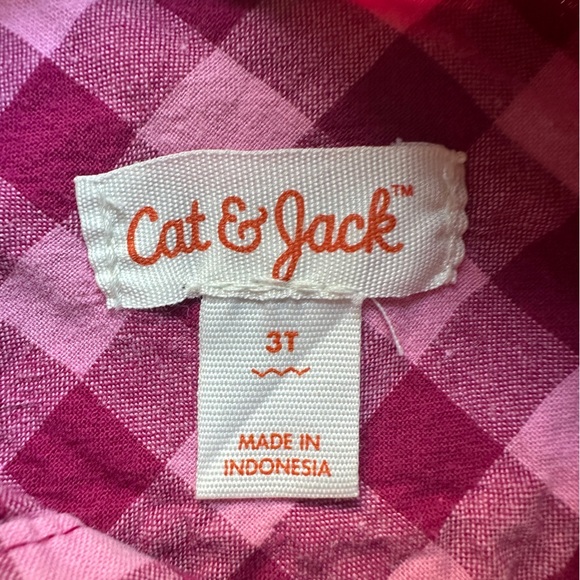 Cat & Jack™
3T
MADE IN
INDONESIA